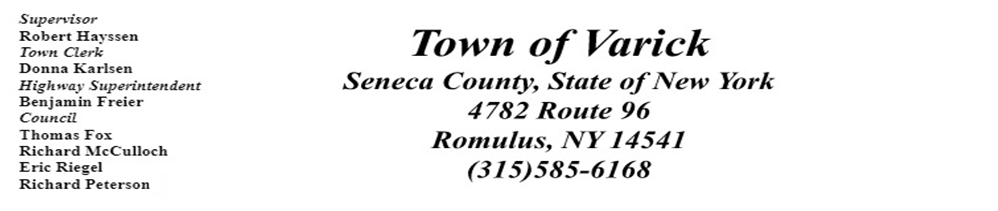 Supervisor
Robert Hayssen
Town Clerk
Donna Karlsen
Highway Superintendent
Benjamin Freier
Council
Thomas Fox
Richard McCulloch
Eric Riegel
Richard Peterson
Town of Varick
Seneca County, State of New York
4782 Route 96
Romulus, NY 14541
(315)585-6168